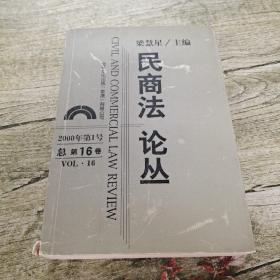 梁慧星/主编
民商法 论丛
CIVIL AND COMMERCIAL LAW REVIEW
2000年第1号
总 第16卷
VOL·16